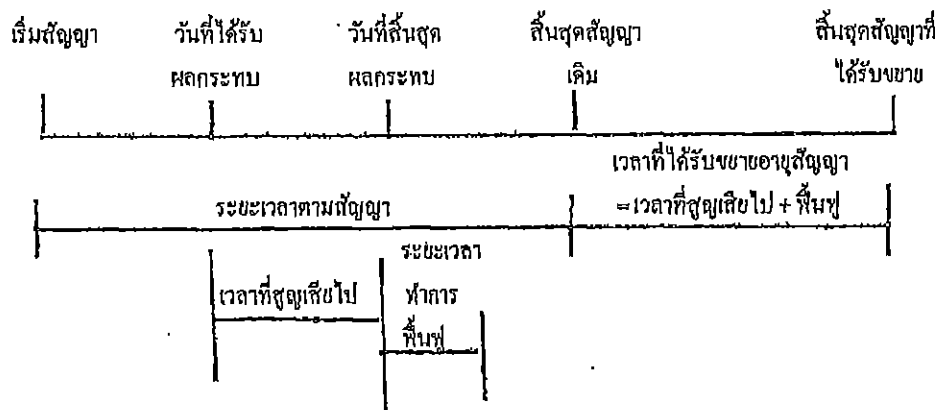 เริ่มสัญญา วันที่ได้รับ วันที่สิ้นสุด สิ้นสุดสัญญา สิ้นสุดสัญญาที่
ผลกระทบ ผลกระทบ เดิม ได้รับขยาย
เวลาที่ได้รับขยายอายุสัญญา
ระยะเวลาตามสัญญา =เวลาที่สูญเสียไป + ฟื้นฟู
ระยะเวลา
เวลาที่สูญเสียไป ทำการ
ฟื้นฟู